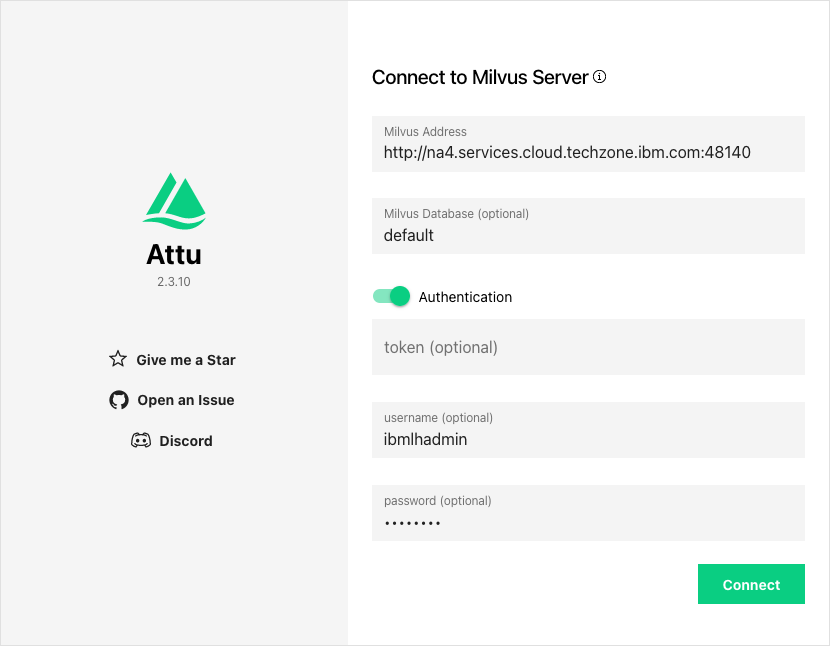 Attu
2.3.10
Give me a Star
Open an Issue
Discord
Connect to Milvus Server
Milvus Address
http://na4.services.cloud.techzone.ibm.com:48140
Milvus Database (optional)
default
Authentication
token (optional)
username (optional)
ibmlhadmin
password (optional)
••••••••
Connect